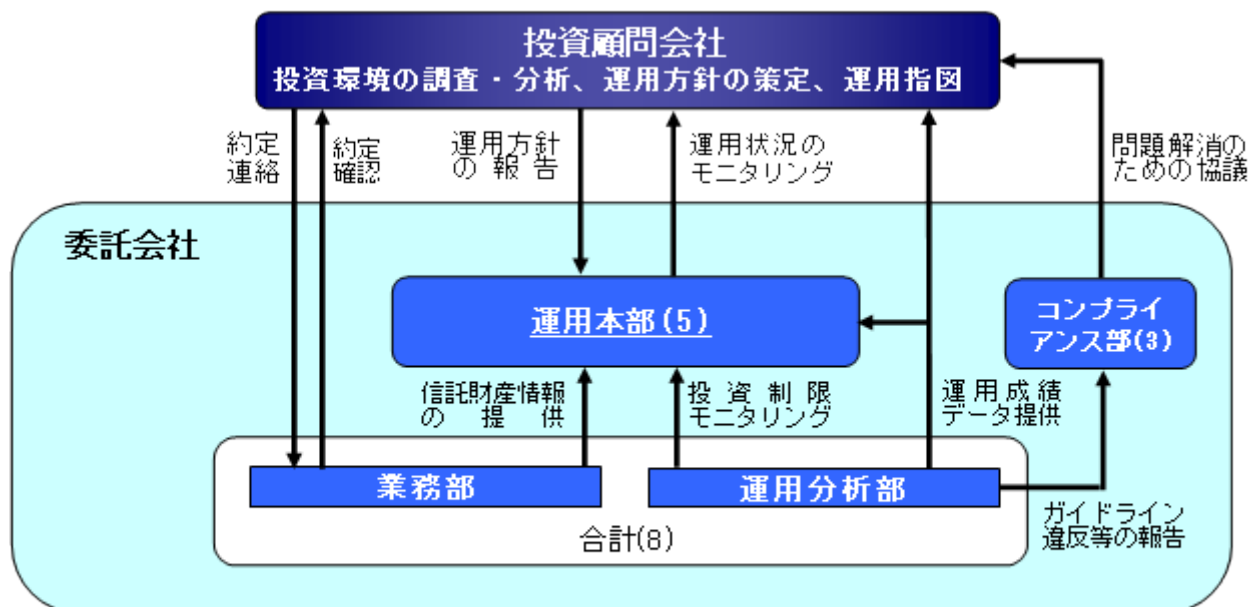 投資顧問会社
投資環境の調査・分析、運用方針の策定、運用指図
約定
連絡
約定
確認
運用方針
の報告
運用状況の
モニタリング
問題解消の
ための協議
委託会社
運用本部(5)
コンプライ
アンス部(3)
信託財産情報
の提供
投資制限
モニタリング
運用成績
データ提供
業務部
運用分析部
合計(8)
ガイドライン
違反等の報告